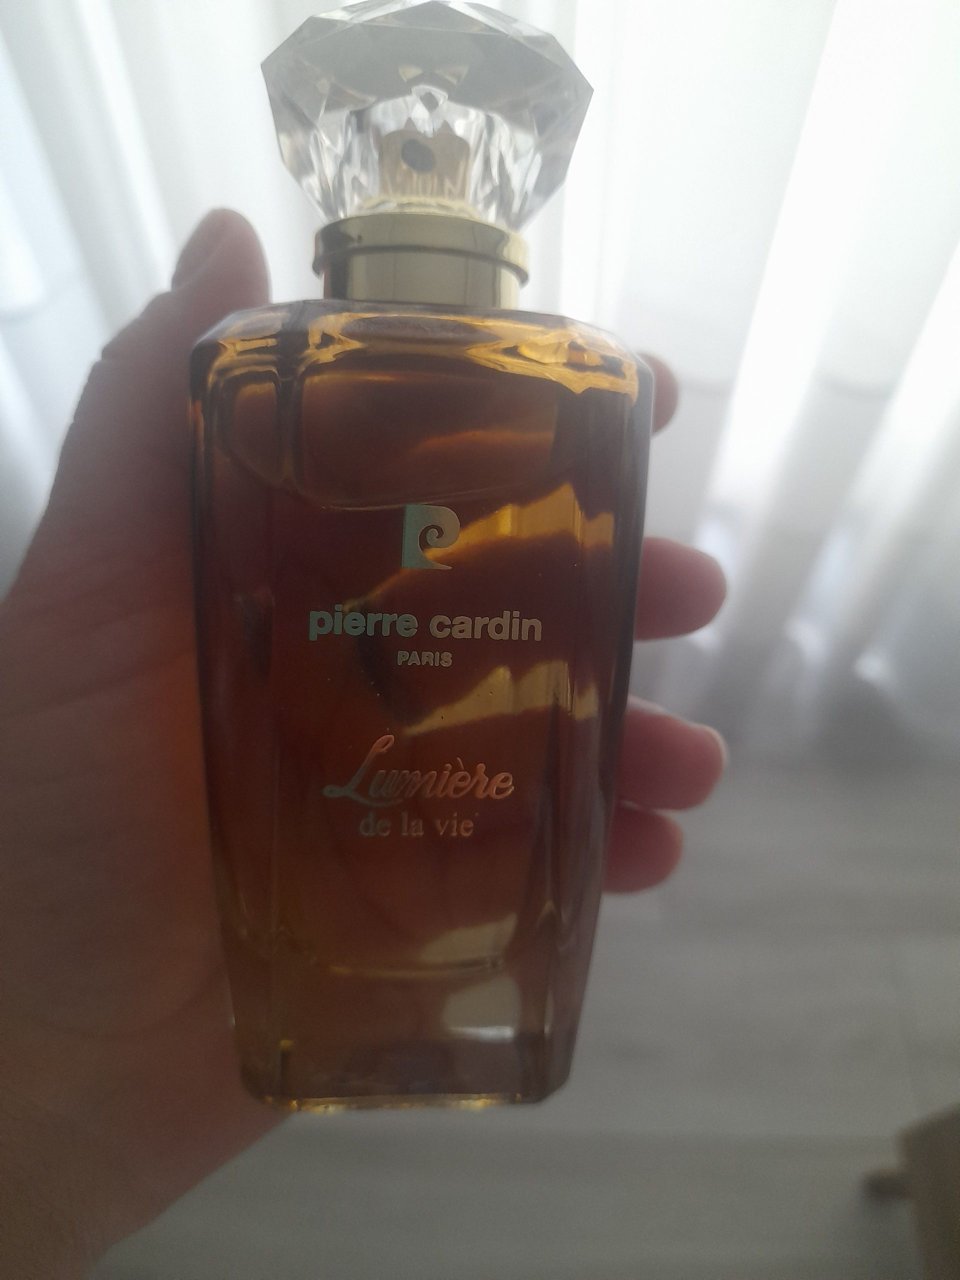 pierre cardin
PARIS
Lumière
de la vie